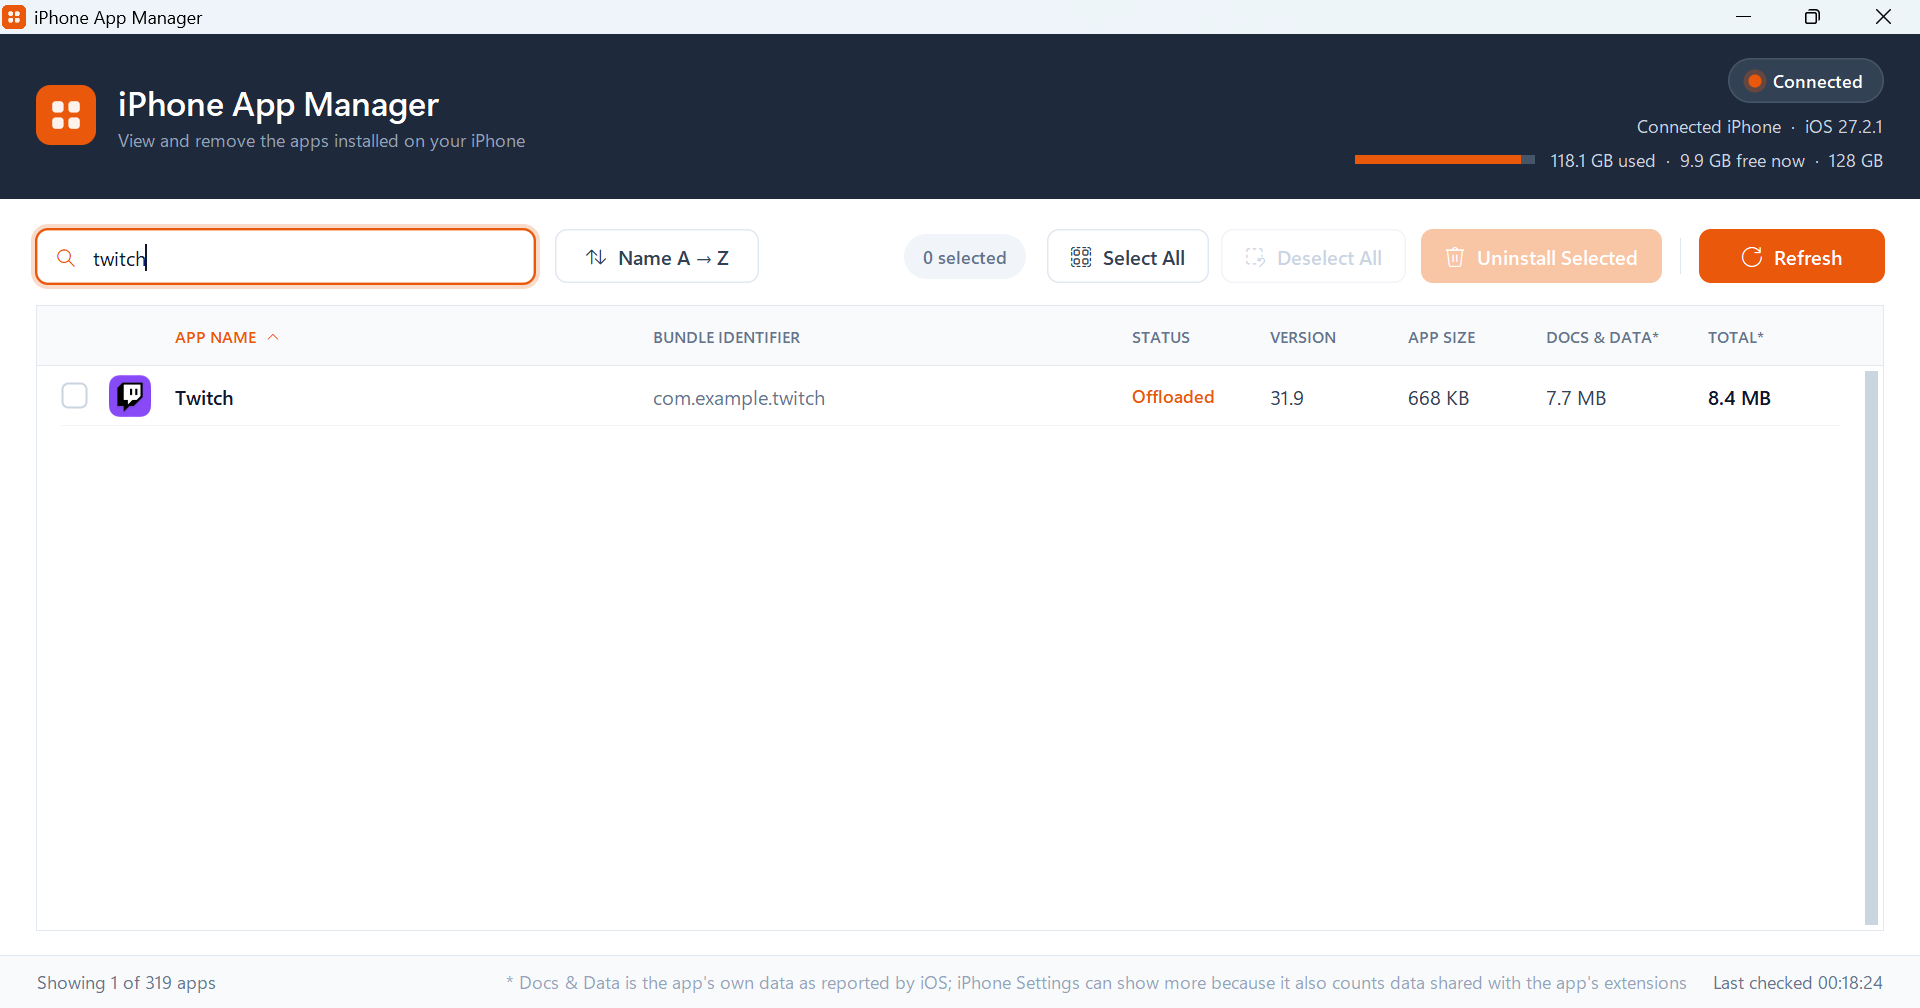 iPhone App Manager
iPhone App Manager
View and remove the apps installed on your iPhone
Connected
Connected iPhone · iOS 27.2.1
118.1 GB used · 9.9 GB free now · 128 GB
twitch
Name A → Z
0 selected
Select All
Deselect All
Uninstall Selected
Refresh
APP NAME BUNDLE IDENTIFIER STATUS VERSION APP SIZE DOCS & DATA* TOTAL*
Twitch com.example.twitch Offloaded 31.9 668 KB 7.7 MB 8.4 MB
Showing 1 of 319 apps
* Docs & Data is the app's own data as reported by iOS; iPhone Settings can show more because it also counts data shared with the app's extensions
Last checked 00:18:24